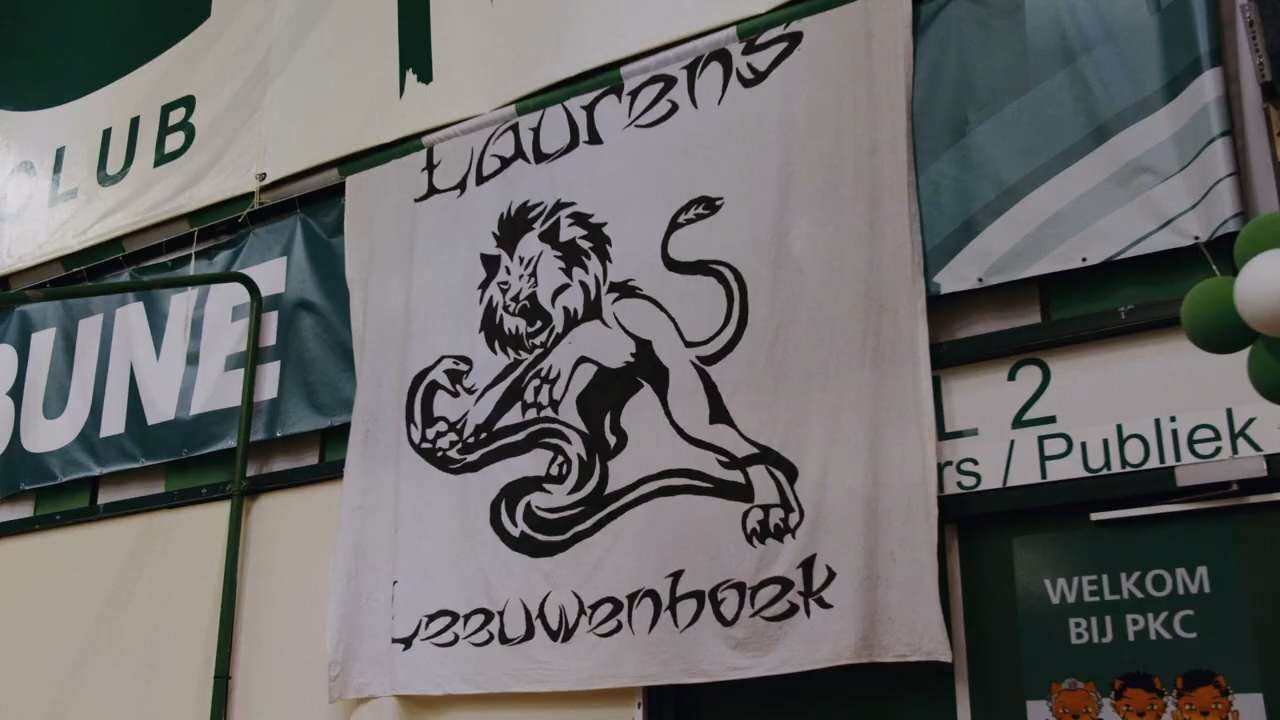 CLUB
Laurens
BUNE
L 2
rs / Publiek
Leeuwenhoek
WELKOM
BIJ PKC